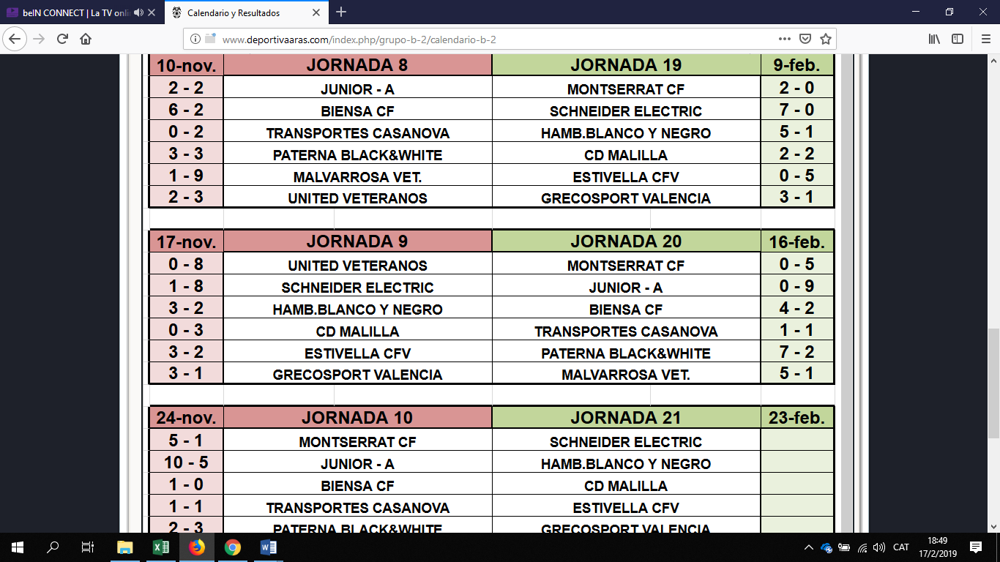 beIN CONNECT | La TV onli
Calendario y Resultados
www.deportivaaras.com/index.php/grupo-b-2/calendario-b-2
10-nov. JORNADA 8 JORNADA 19 9-feb.
2 - 2 JUNIOR - A MONTSERRAT CF 2 - 0
6 - 2 BIENSA CF SCHNEIDER ELECTRIC 7 - 0
0 - 2 TRANSPORTES CASANOVA HAMB.BLANCO Y NEGRO 5 - 1
3 - 3 PATERNA BLACK&WHITE CD MALILLA 2 - 2
1 - 9 MALVARROSA VET. ESTIVELLA CFV 0 - 5
2 - 3 UNITED VETERANOS GRECOSPORT VALENCIA 3 - 1
17-nov. JORNADA 9 JORNADA 20 16-feb.
0 - 8 UNITED VETERANOS MONTSERRAT CF 0 - 5
1 - 8 SCHNEIDER ELECTRIC JUNIOR - A 0 - 9
3 - 2 HAMB.BLANCO Y NEGRO BIENSA CF 4 - 2
0 - 3 CD MALILLA TRANSPORTES CASANOVA 1 - 1
3 - 2 ESTIVELLA CFV PATERNA BLACK&WHITE 7 - 2
3 - 1 GRECOSPORT VALENCIA MALVARROSA VET. 5 - 1
24-nov. JORNADA 10 JORNADA 21 23-feb.
5 - 1 MONTSERRAT CF SCHNEIDER ELECTRIC
10 - 5 JUNIOR - A HAMB.BLANCO Y NEGRO
1 - 0 BIENSA CF CD MALILLA
1 - 1 TRANSPORTES CASANOVA ESTIVELLA CFV
2 - 3 PATERNA BLACK&WHITE GRECOSPORT VALENCIA
CAT
18:49
17/2/2019